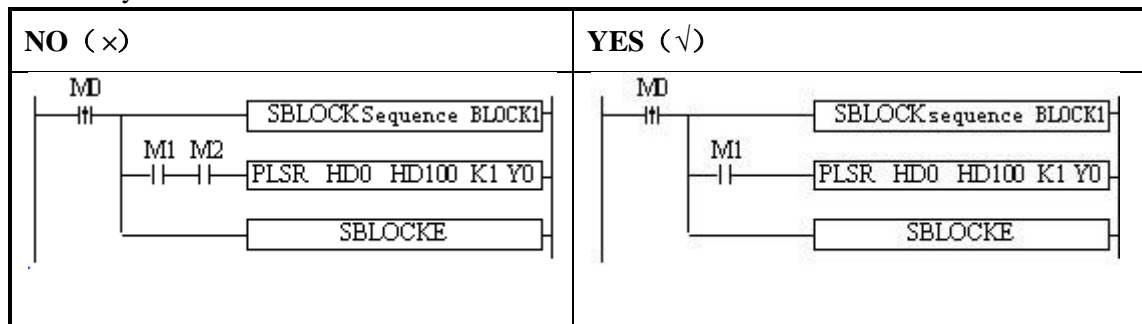 NO（×）
YES（√）
M0
SBLOCK Sequence BLOCK1
M1 M2
PLSR HD0 HD100 K1 Y0
SBLOCKE
M0
SBLOCK sequence BLOCK1
M1
PLSR HD0 HD100 K1 Y0
SBLOCKE